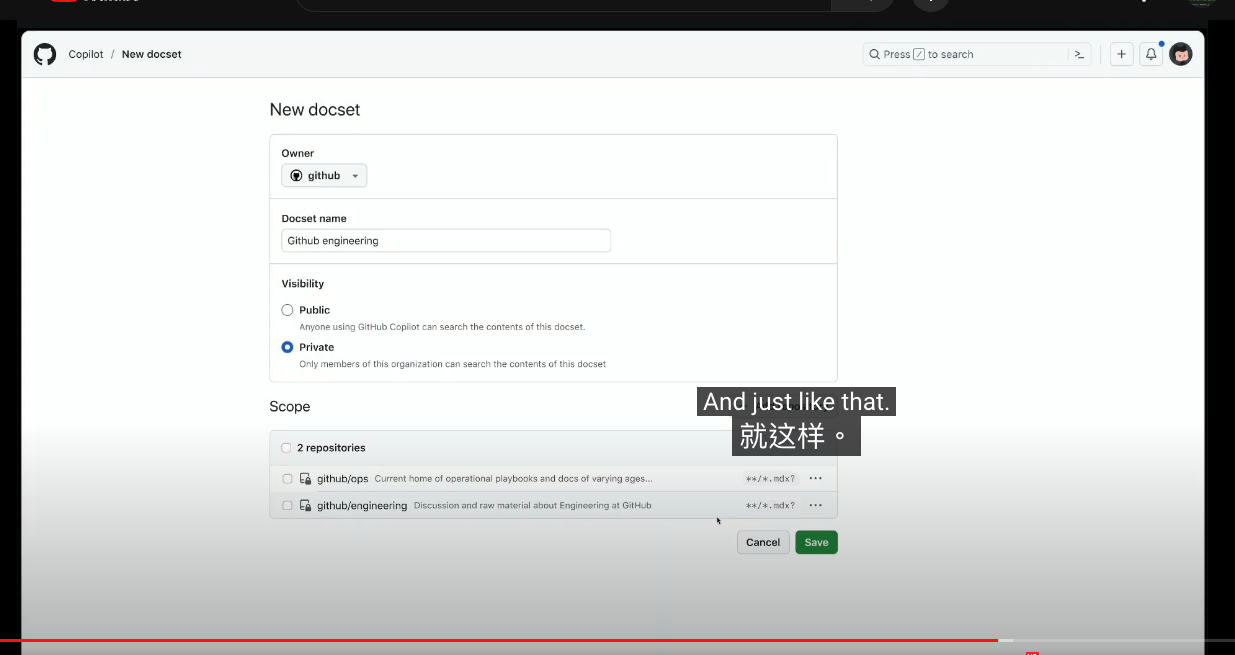 Copilot / New docset
Press / to search
New docset
Owner
github
Docset name
Github engineering
Visibility
Public
Anyone using GitHub Copilot can search the contents of this docset.
Private
Only members of this organization can search the contents of this docset
And just like that.
就这样。
Scope
2 repositories
github/ops Current home of operational playbooks and docs of varying ages... **/*.mdx? ...
github/engineering Discussion and raw material about Engineering at GitHub **/*.mdx? ...
Cancel Save